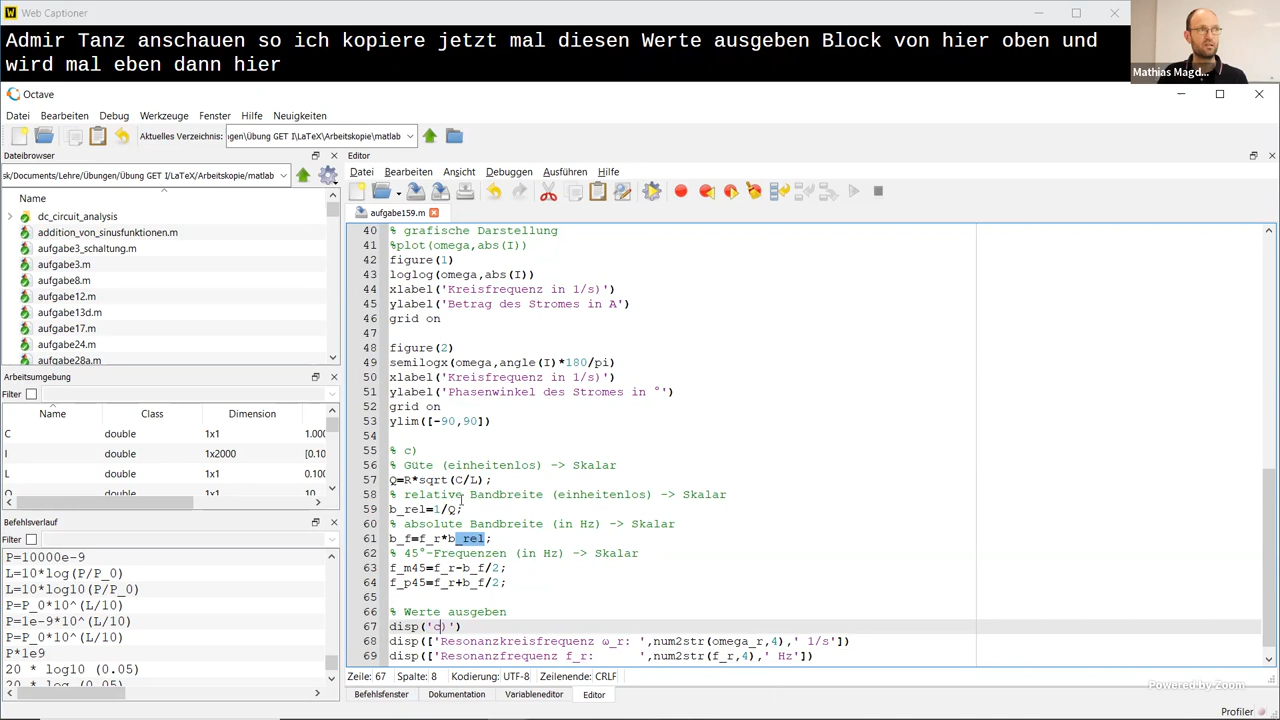 Web Captioner
Admir Tanz anschauen so ich kopiere jetzt mal diesen Werte ausgeben Block von hier oben und
wird mal eben dann hier
Mathias Magd...
Octave
Datei Bearbeiten Debug Werkzeuge Fenster Hilfe Neuigkeiten
Aktuelles Verzeichnis: ıgen\Übung GET I\LaTeX\Arbeitskopie\matlab
Dateibrowser
sk/Documents/Lehre/Übungen/Übung GET I/LaTeX/Arbeitskopie/matlab
Name
dc_circuit_analysis
addition_von_sinusfunktionen.m
aufgabe3_schaltung.m
aufgabe3.m
aufgabe8.m
aufgabe12.m
aufgabe13d.m
aufgabe17.m
aufgabe24.m
aufgabe28a.m
Arbeitsumgebung
Filter
Name Class Dimension
C double 1x1 1.000
I double 1x2000 [0.10
L double 1x1 0.100
Q double 1x1 10
Befehlsverlauf
Filter
P=10000e-9
L=10*log(P/P_0)
L=10*log10(P/P_0)
P=P_0*10^(L/10)
P=1e-9*10^(L/10)
P=P_0*10^(L/10)
P*1e9
20 * log10 (0.05)
20 * log (0.05)
Editor
Datei Bearbeiten Ansicht Debuggen Ausführen Hilfe
aufgabe159.m
40 % grafische Darstellung
41 %plot(omega,abs(I))
42 figure(1)
43 loglog(omega,abs(I))
44 xlabel('Kreisfrequenz in 1/s)')
45 ylabel('Betrag des Stromes in A')
46 grid on
47
48 figure(2)
49 semilogx(omega,angle(I)*180/pi)
50 xlabel('Kreisfrequenz in 1/s)')
51 ylabel('Phasenwinkel des Stromes in °')
52 grid on
53 ylim([-90,90])
54
55 % c)
56 % Güte (einheitenlos) -> Skalar
57 Q=R*sqrt(C/L);
58 % relative Bandbreite (einheitenlos) -> Skalar
59 b_rel=1/Q;
60 % absolute Bandbreite (in Hz) -> Skalar
61 b_f=f_r*b_rel;
62 % 45°-Frequenzen (in Hz) -> Skalar
63 f_m45=f_r-b_f/2;
64 f_p45=f_r+b_f/2;
65
66 % Werte ausgeben
67 disp('c)')
68 disp(['Resonanzkreisfrequenz ω_r: ',num2str(omega_r,4),' 1/s'])
69 disp(['Resonanzfrequenz f_r: ',num2str(f_r,4),' Hz'])
Zeile: 67 Spalte: 8 Kodierung: UTF-8 Zeilenende: CRLF
Befehlsfenster Dokumentation Variableneditor Editor
Powered by Zoom
Profiler